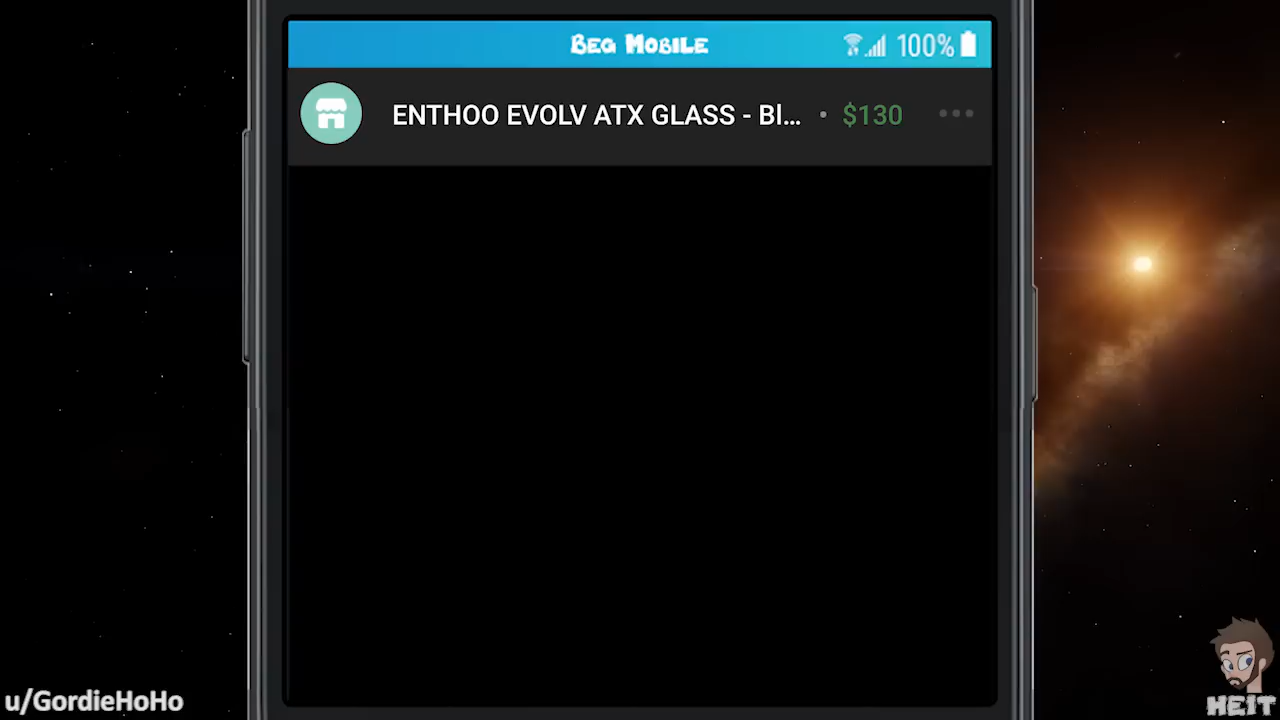 Beg Mobile
100%
ENTHOO EVOLV ATX GLASS - Bl... • $130
u/GordieHoHo
HEIT